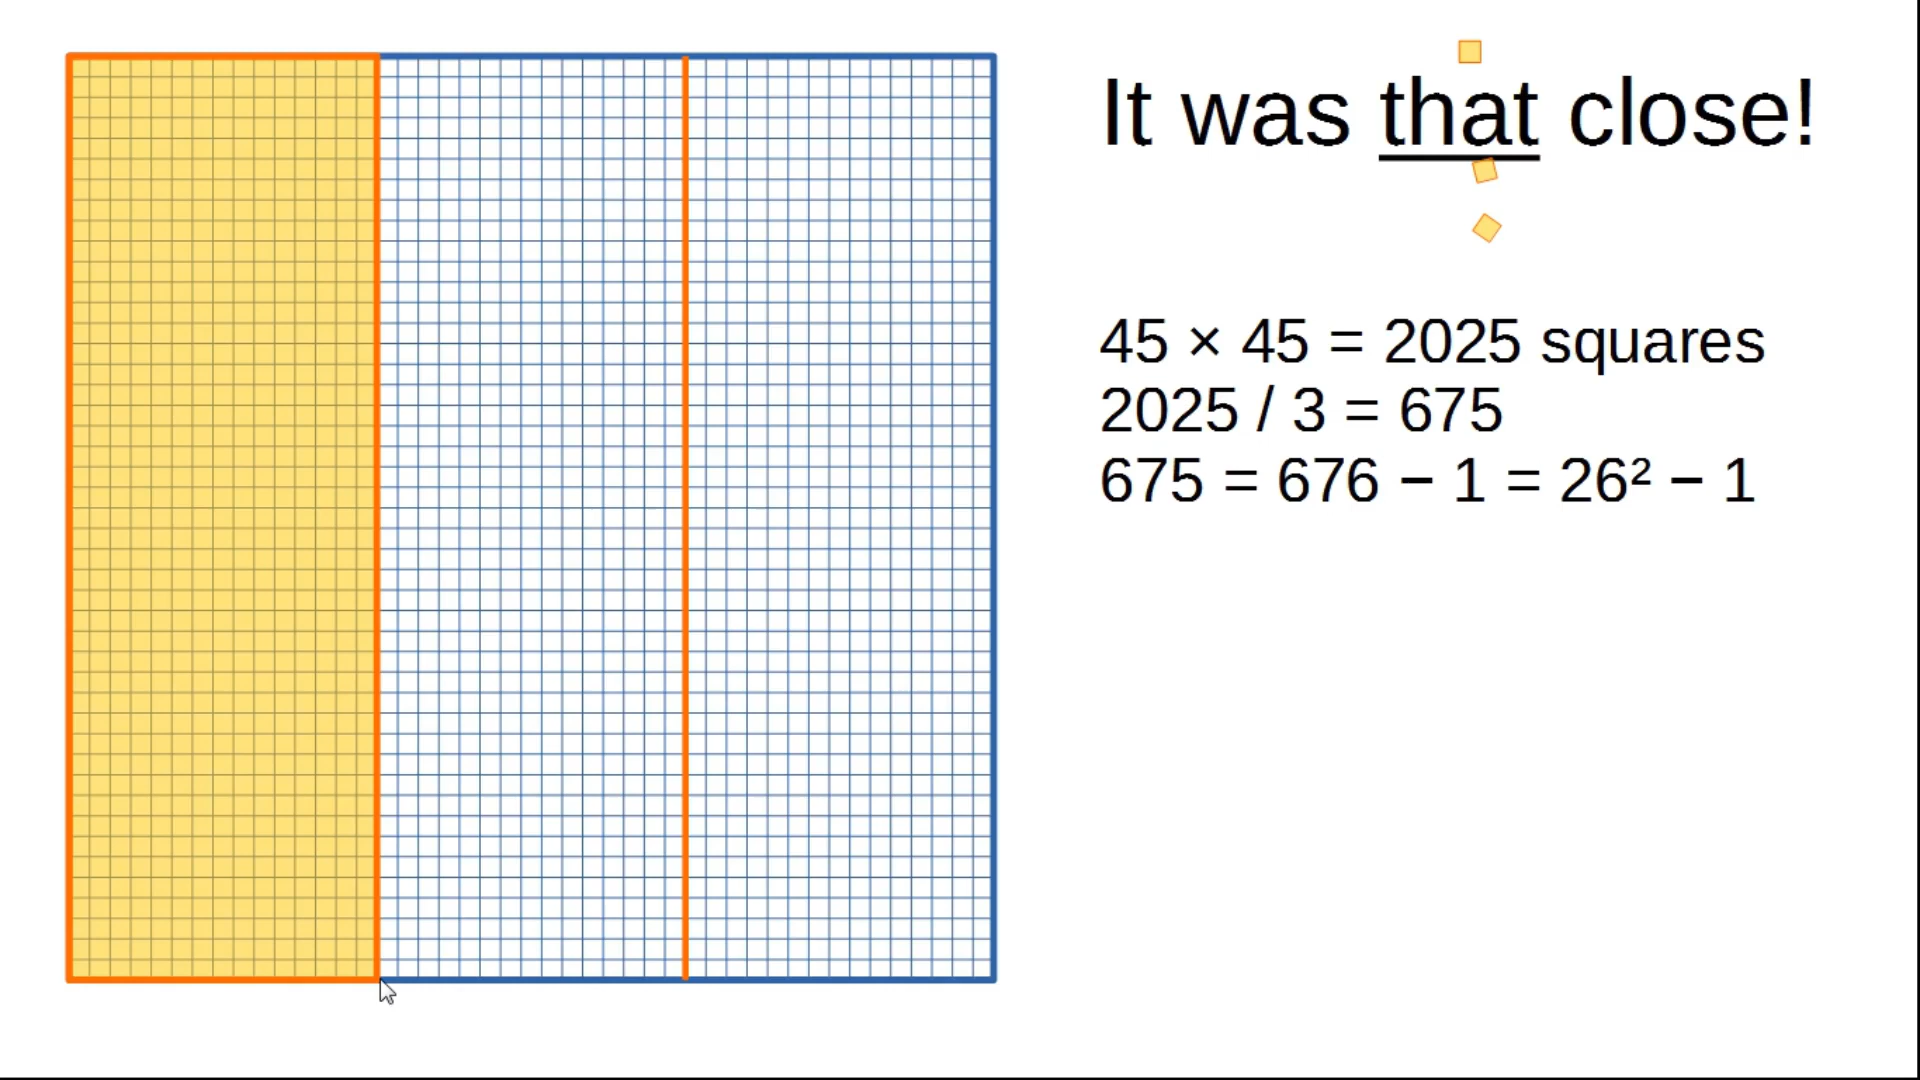 It was that close!
45 × 45 = 2025 squares
2025 / 3 = 675
675 = 676 − 1 = 26² − 1